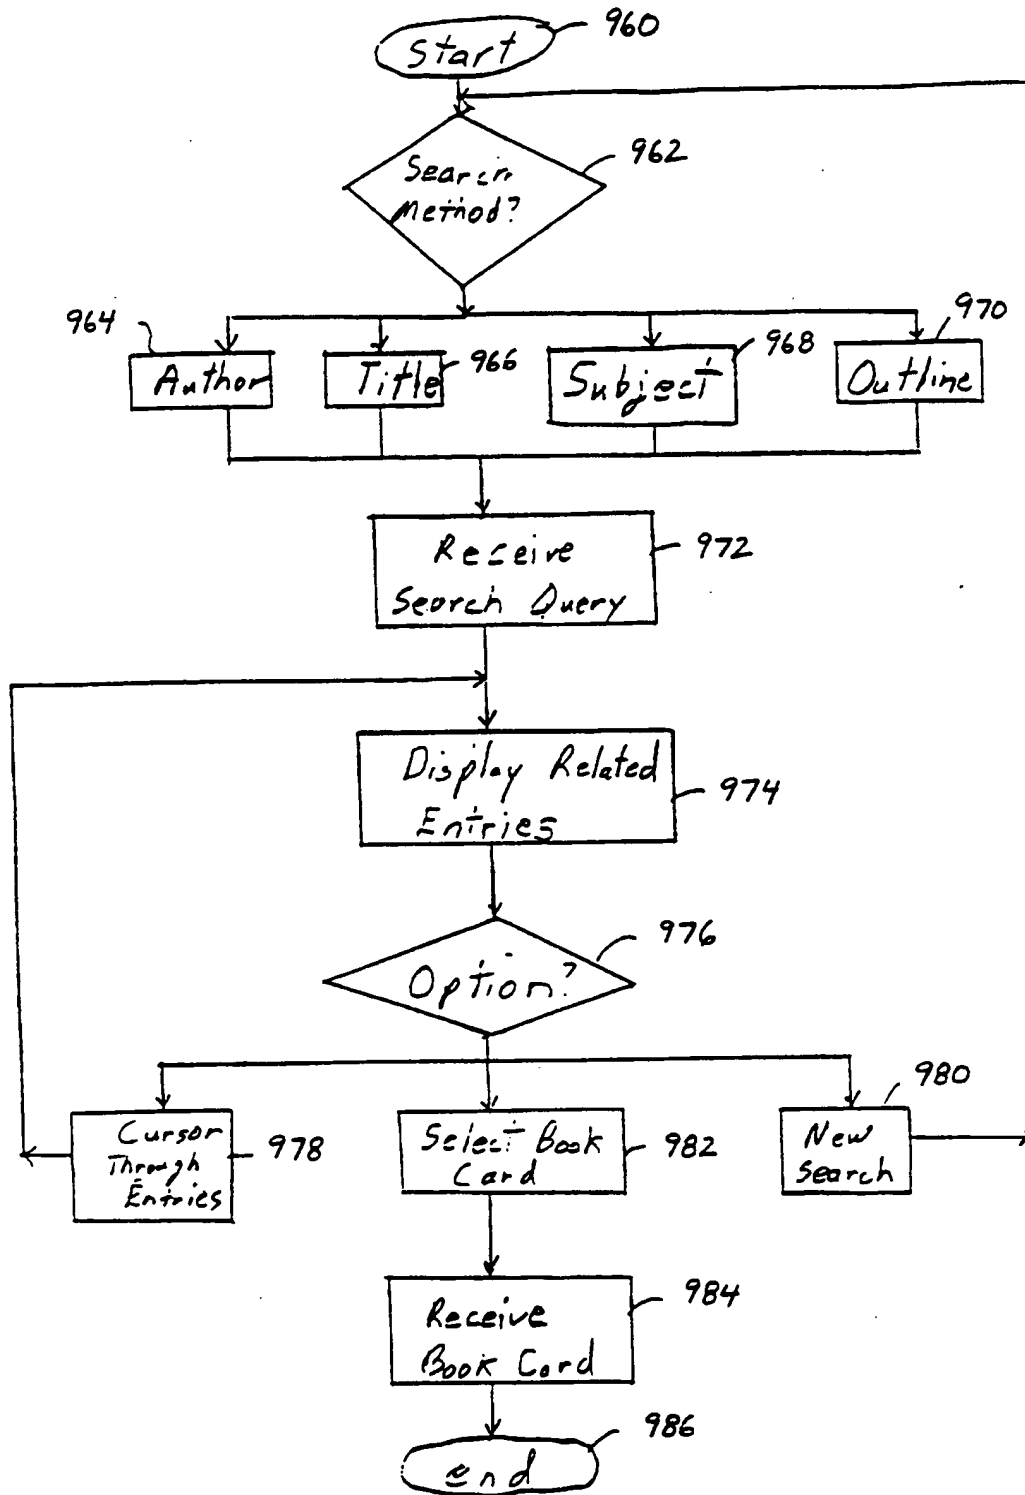 Start
960
Search
Method?
962
964
Author
Title
966
Subject
968
970
Outline
Receive
Search Query
972
Display Related
Entries
974
Option?
976
Cursor
Through
Entries
978
Select Book
Card
982
980
New
Search
Receive
Book Card
984
end
986